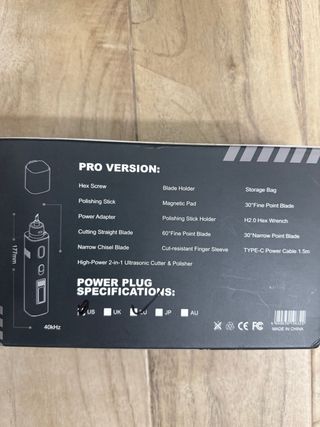 PRO VERSION:
Hex Screw Blade Holder Storage Bag
Polishing Stick Magnetic Pad 30°Fine Point Blade
Power Adapter Polishing Stick Holder H2.0 Hex Wrench
Cutting Straight Blade 60°Fine Point Blade 30°Narrow Point Blade
Narrow Chisel Blade Cut-resistant Finger Sleeve TYPE-C Power Cable 1.5m
High-Power 2-in-1 Ultrasonic Cutter & Polisher
177mm
40kHz
POWER PLUG
SPECIFICATIONS:
US UK EU JP AU
FC CE
MADE IN CHINA